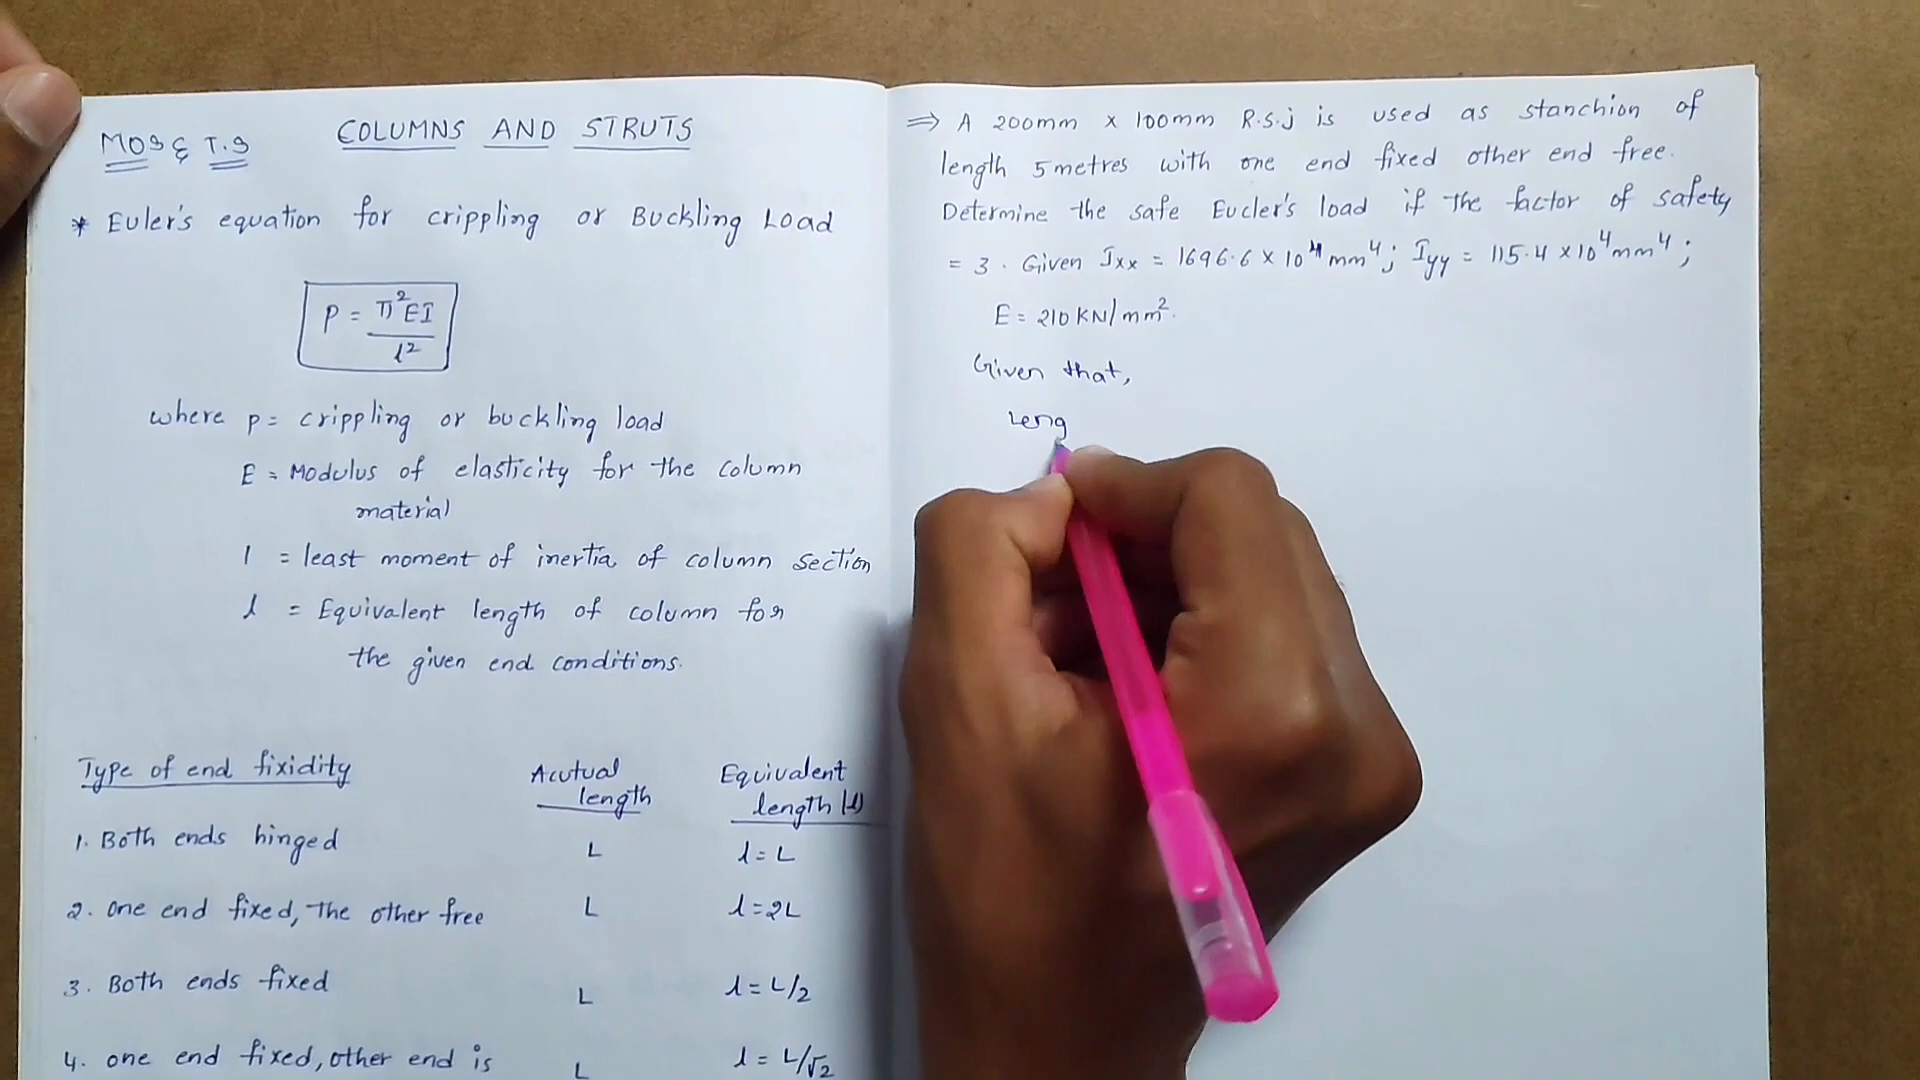 MOS & T.S
COLUMNS AND STRUTS
* Euler's equation for crippling or Buckling Load
P = π²EI / l²
where p = crippling or buckling load
E = Modulus of elasticity for the column
material
I = least moment of inertia of column section
l = Equivalent length of column for
the given end conditions.
Type of end fixidity
Acutual length
Equivalent length (l)
1. Both ends hinged L l = L
2. one end fixed, the other free L l = 2L
3. Both ends fixed L l = L/2
4. one end fixed, other end is L l = L/√2
⇒ A 200mm x 100mm R.S.j is used as stanchion of
length 5 metres with one end fixed other end free.
Determine the safe Eucler's load if the factor of safety
= 3. Given Ixx = 1696.6 x 10⁴ mm⁴; Iyy = 115.4 x 10⁴ mm⁴;
E = 210 KN/mm².
Given that,
Leng